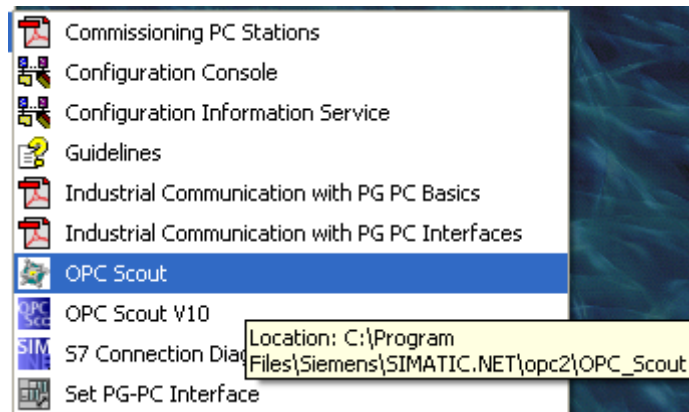 Commissioning PC Stations
Configuration Console
Configuration Information Service
Guidelines
Industrial Communication with PG PC Basics
Industrial Communication with PG PC Interfaces
OPC Scout
OPC Scout V10
S7 Connection Diag
Location: C:\Program
Files\Siemens\SIMATIC.NET\opc2\OPC_Scout
Set PG-PC Interface